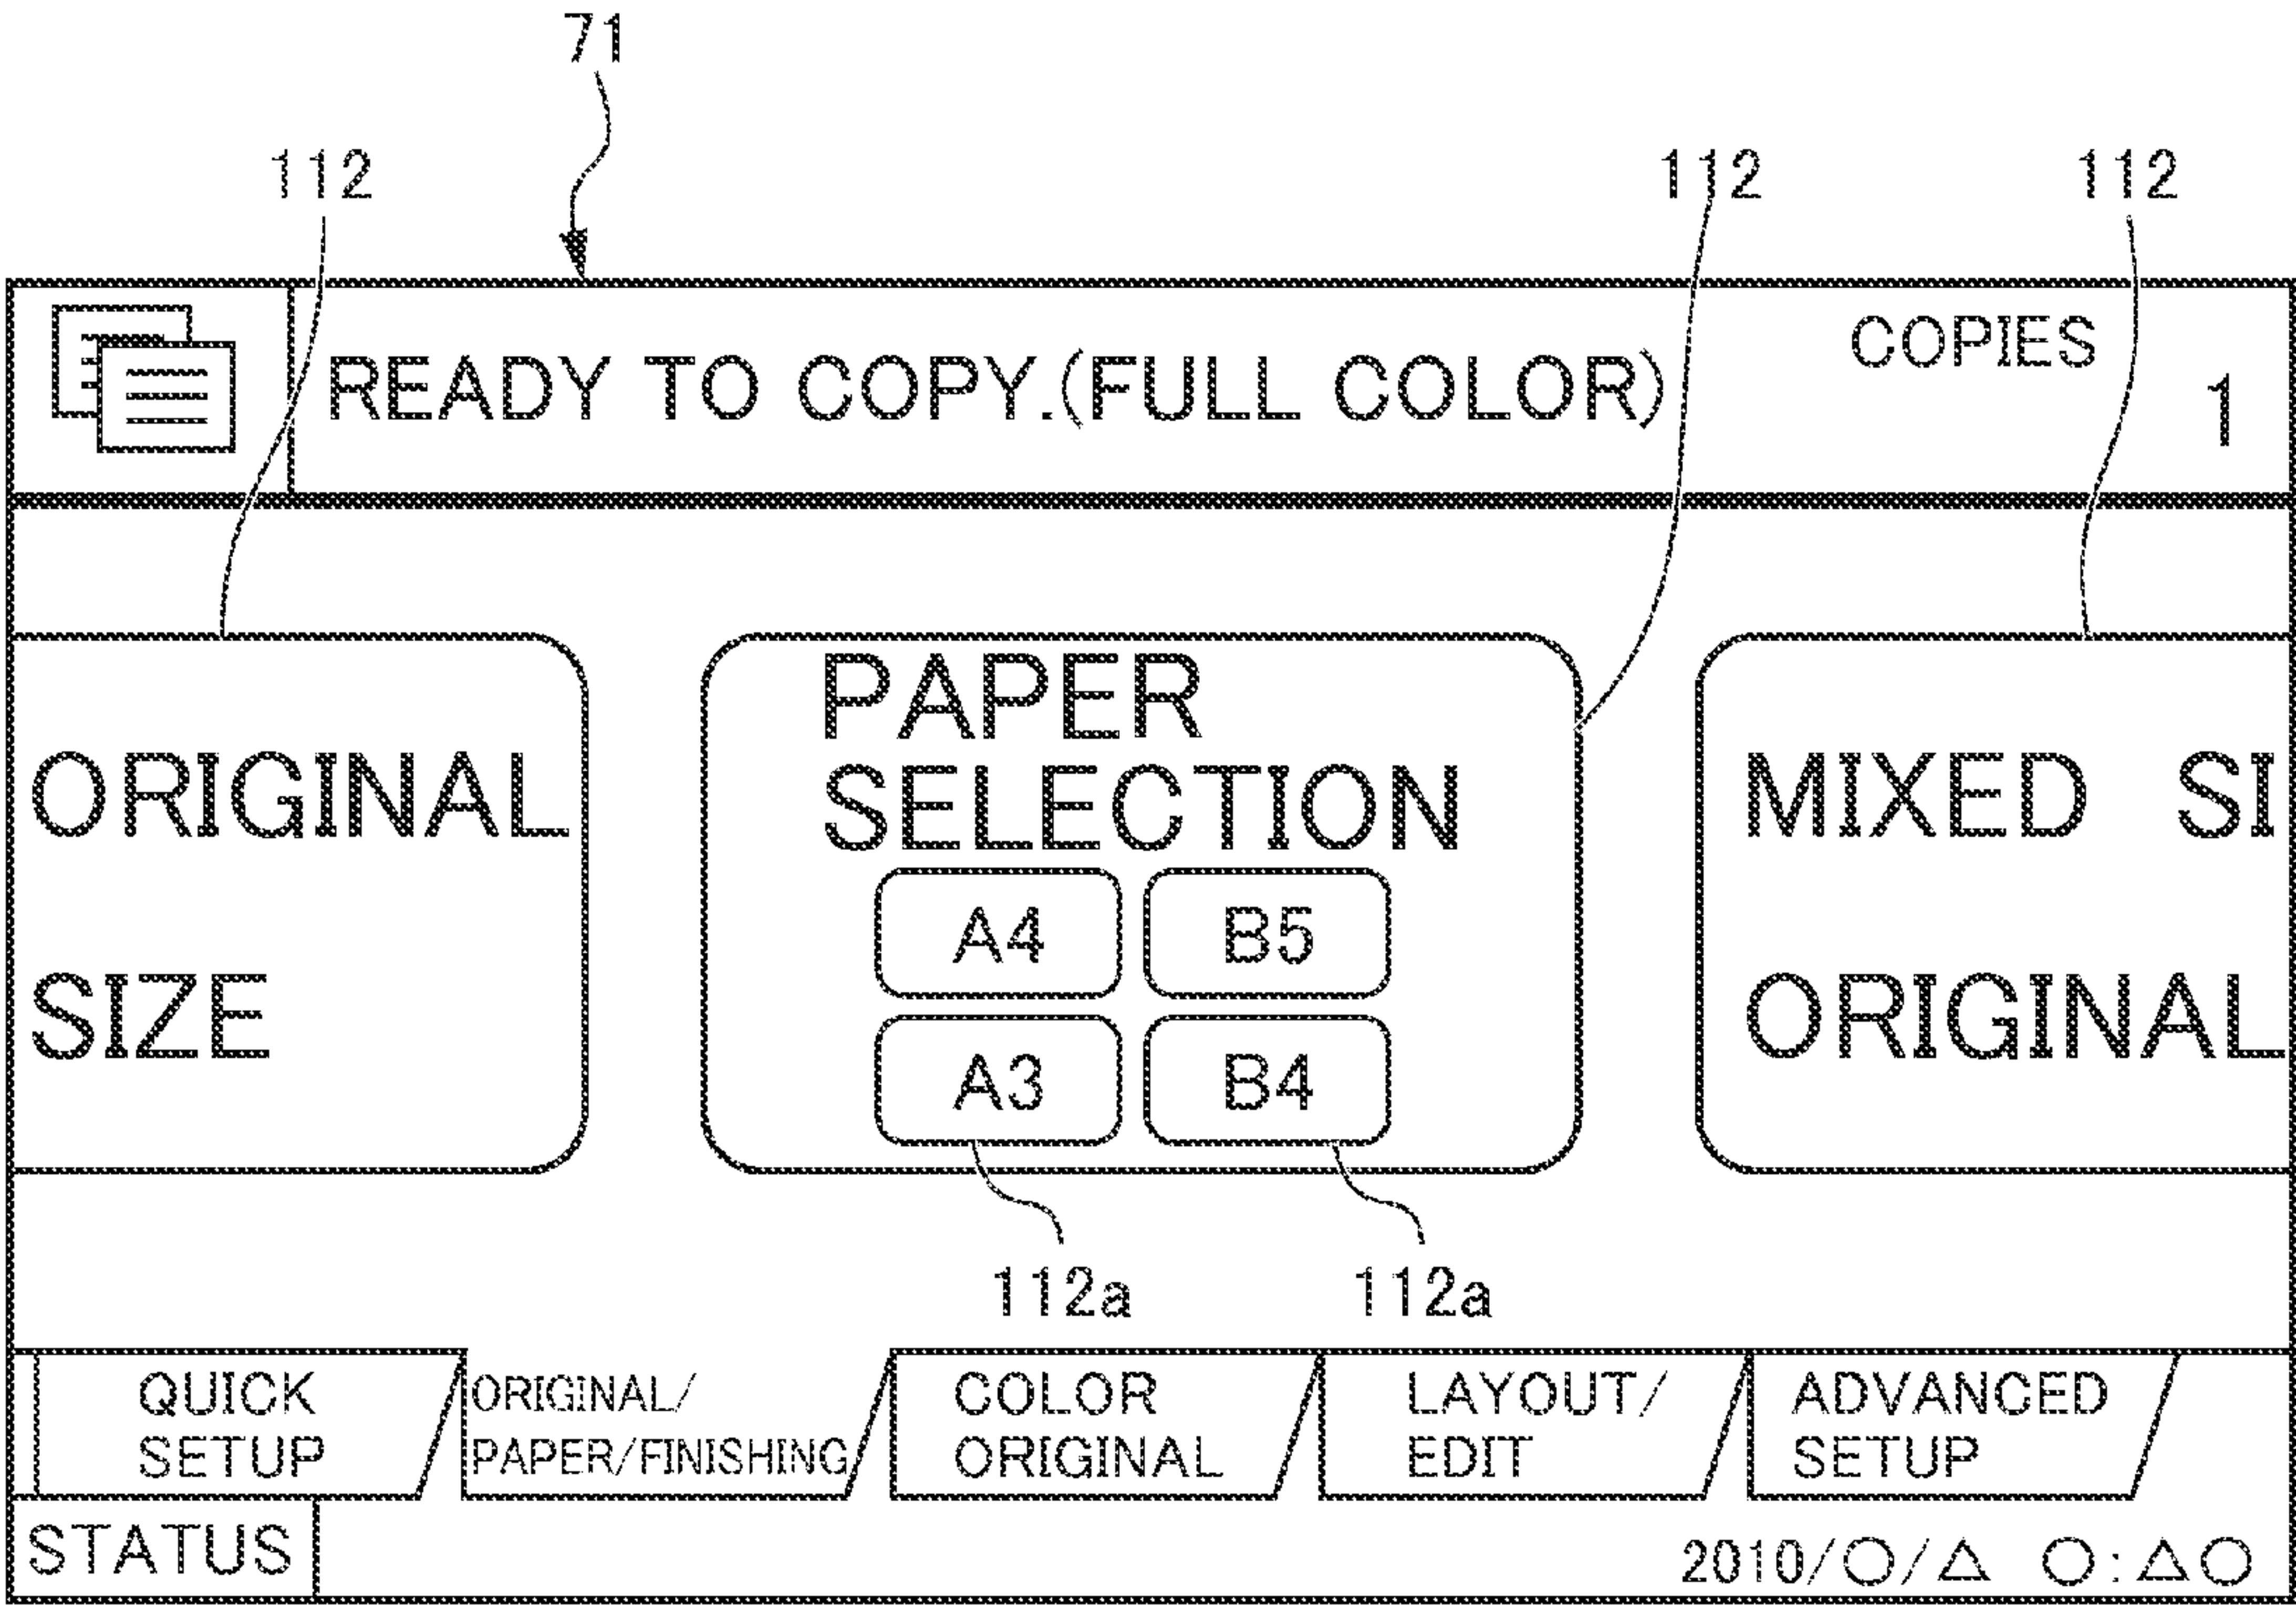 71
112
112
112
READY TO COPY.(FULL COLOR)
COPIES
1
ORIGINAL
SIZE
PAPER
SELECTION
A4
B5
A3
B4
MIXED SI
ORIGINAL
112a
112a
QUICK
SETUP
ORIGINAL/
PAPER/FINISHING
COLOR
ORIGINAL
LAYOUT/
EDIT
ADVANCED
SETUP
STATUS
2010/○/△ ○:△○